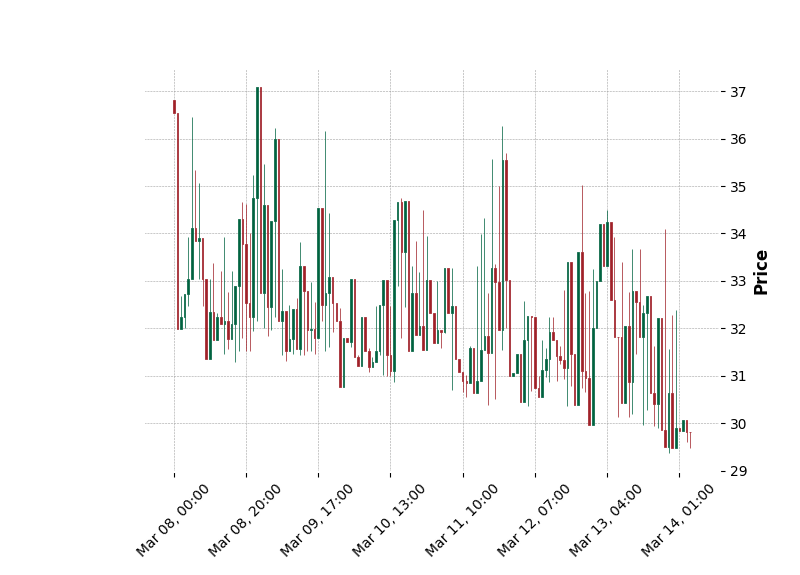 37
36
35
34
33
32
31
30
29
Price
Mar 08, 00:00
Mar 08, 20:00
Mar 09, 17:00
Mar 10, 13:00
Mar 11, 10:00
Mar 12, 07:00
Mar 13, 04:00
Mar 14, 01:00